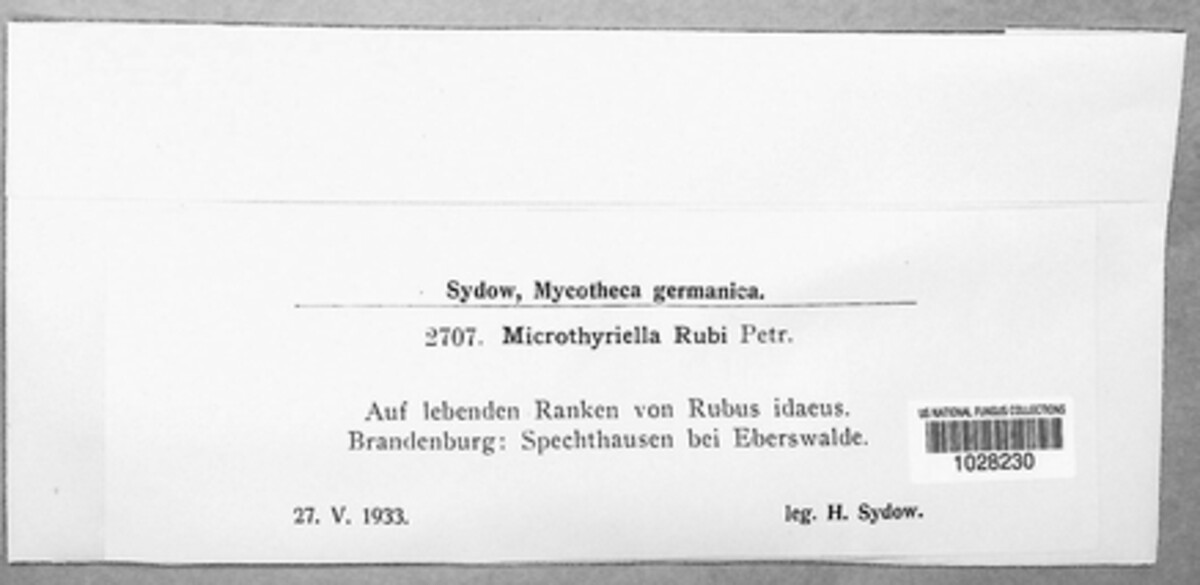 Sydow, Mycotheca germanica.
2707. Microthyriella Rubi Petr.
Auf lebenden Ranken von Rubus idaeus.
Brandenburg: Spechthausen bei Eberswalde.
US NATIONAL FUNGUS COLLECTIONS
1028230
27. V. 1933.
leg. H. Sydow.